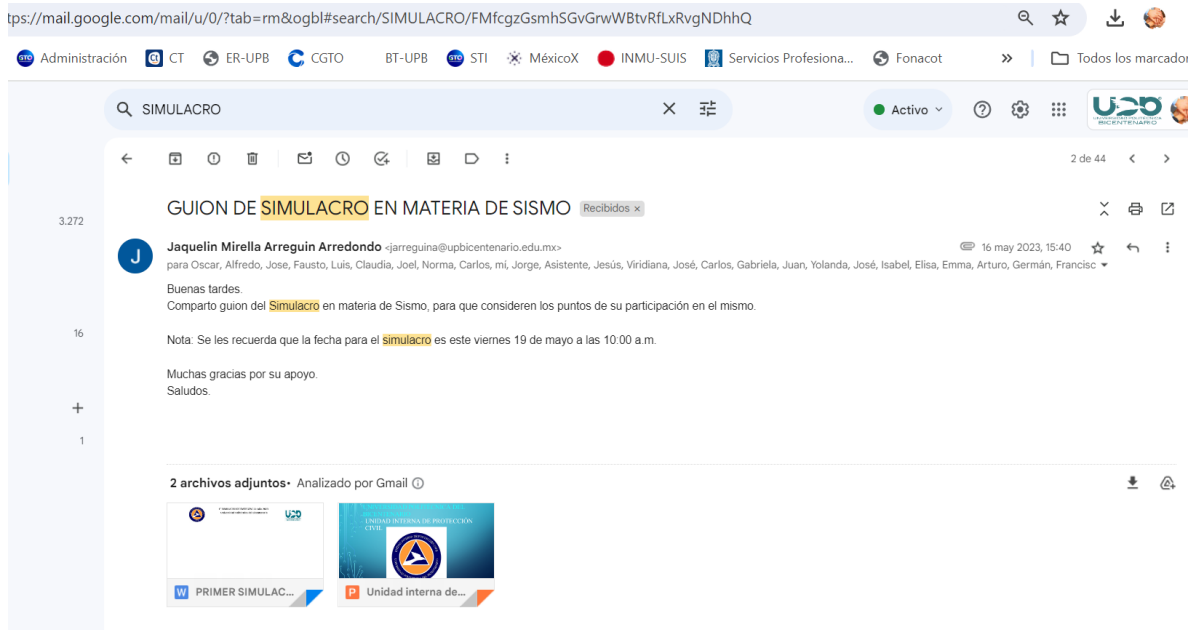 tps://mail.google.com/mail/u/0/?tab=rm&ogbl#search/SIMULACRO/FMfcgzGsmhSGvGrwWBtvRfLxRvgNDhhQ
GTO Administración CT ER-UPB CGTO BT-UPB GTO STI MéxicoX INMU-SUIS Servicios Profesiona... Fonacot » Todos los marcador
SIMULACRO
Activo
UPB
UNIVERSIDAD POLITÉCNICA
BICENTENARIO
2 de 44
3.272
GUION DE SIMULACRO EN MATERIA DE SISMO Recibidos ×
J
Jaquelin Mirella Arreguin Arredondo <jarreguina@upbicentenario.edu.mx> 16 may 2023, 15:40
para Oscar, Alfredo, Jose, Fausto, Luis, Claudia, Joel, Norma, Carlos, mí, Jorge, Asistente, Jesús, Viridiana, José, Carlos, Gabriela, Juan, Yolanda, José, Isabel, Elisa, Emma, Arturo, Germán, Francisc
Buenas tardes.
Comparto guion del Simulacro en materia de Sismo, para que consideren los puntos de su participación en el mismo.
16
Nota: Se les recuerda que la fecha para el simulacro es este viernes 19 de mayo a las 10:00 a.m.
Muchas gracias por su apoyo.
Saludos.
1
2 archivos adjuntos • Analizado por Gmail
UPB
- UNIDAD INTERNA DE PROTECCIÓN
CIVIL
W PRIMER SIMULAC...
P Unidad interna de...